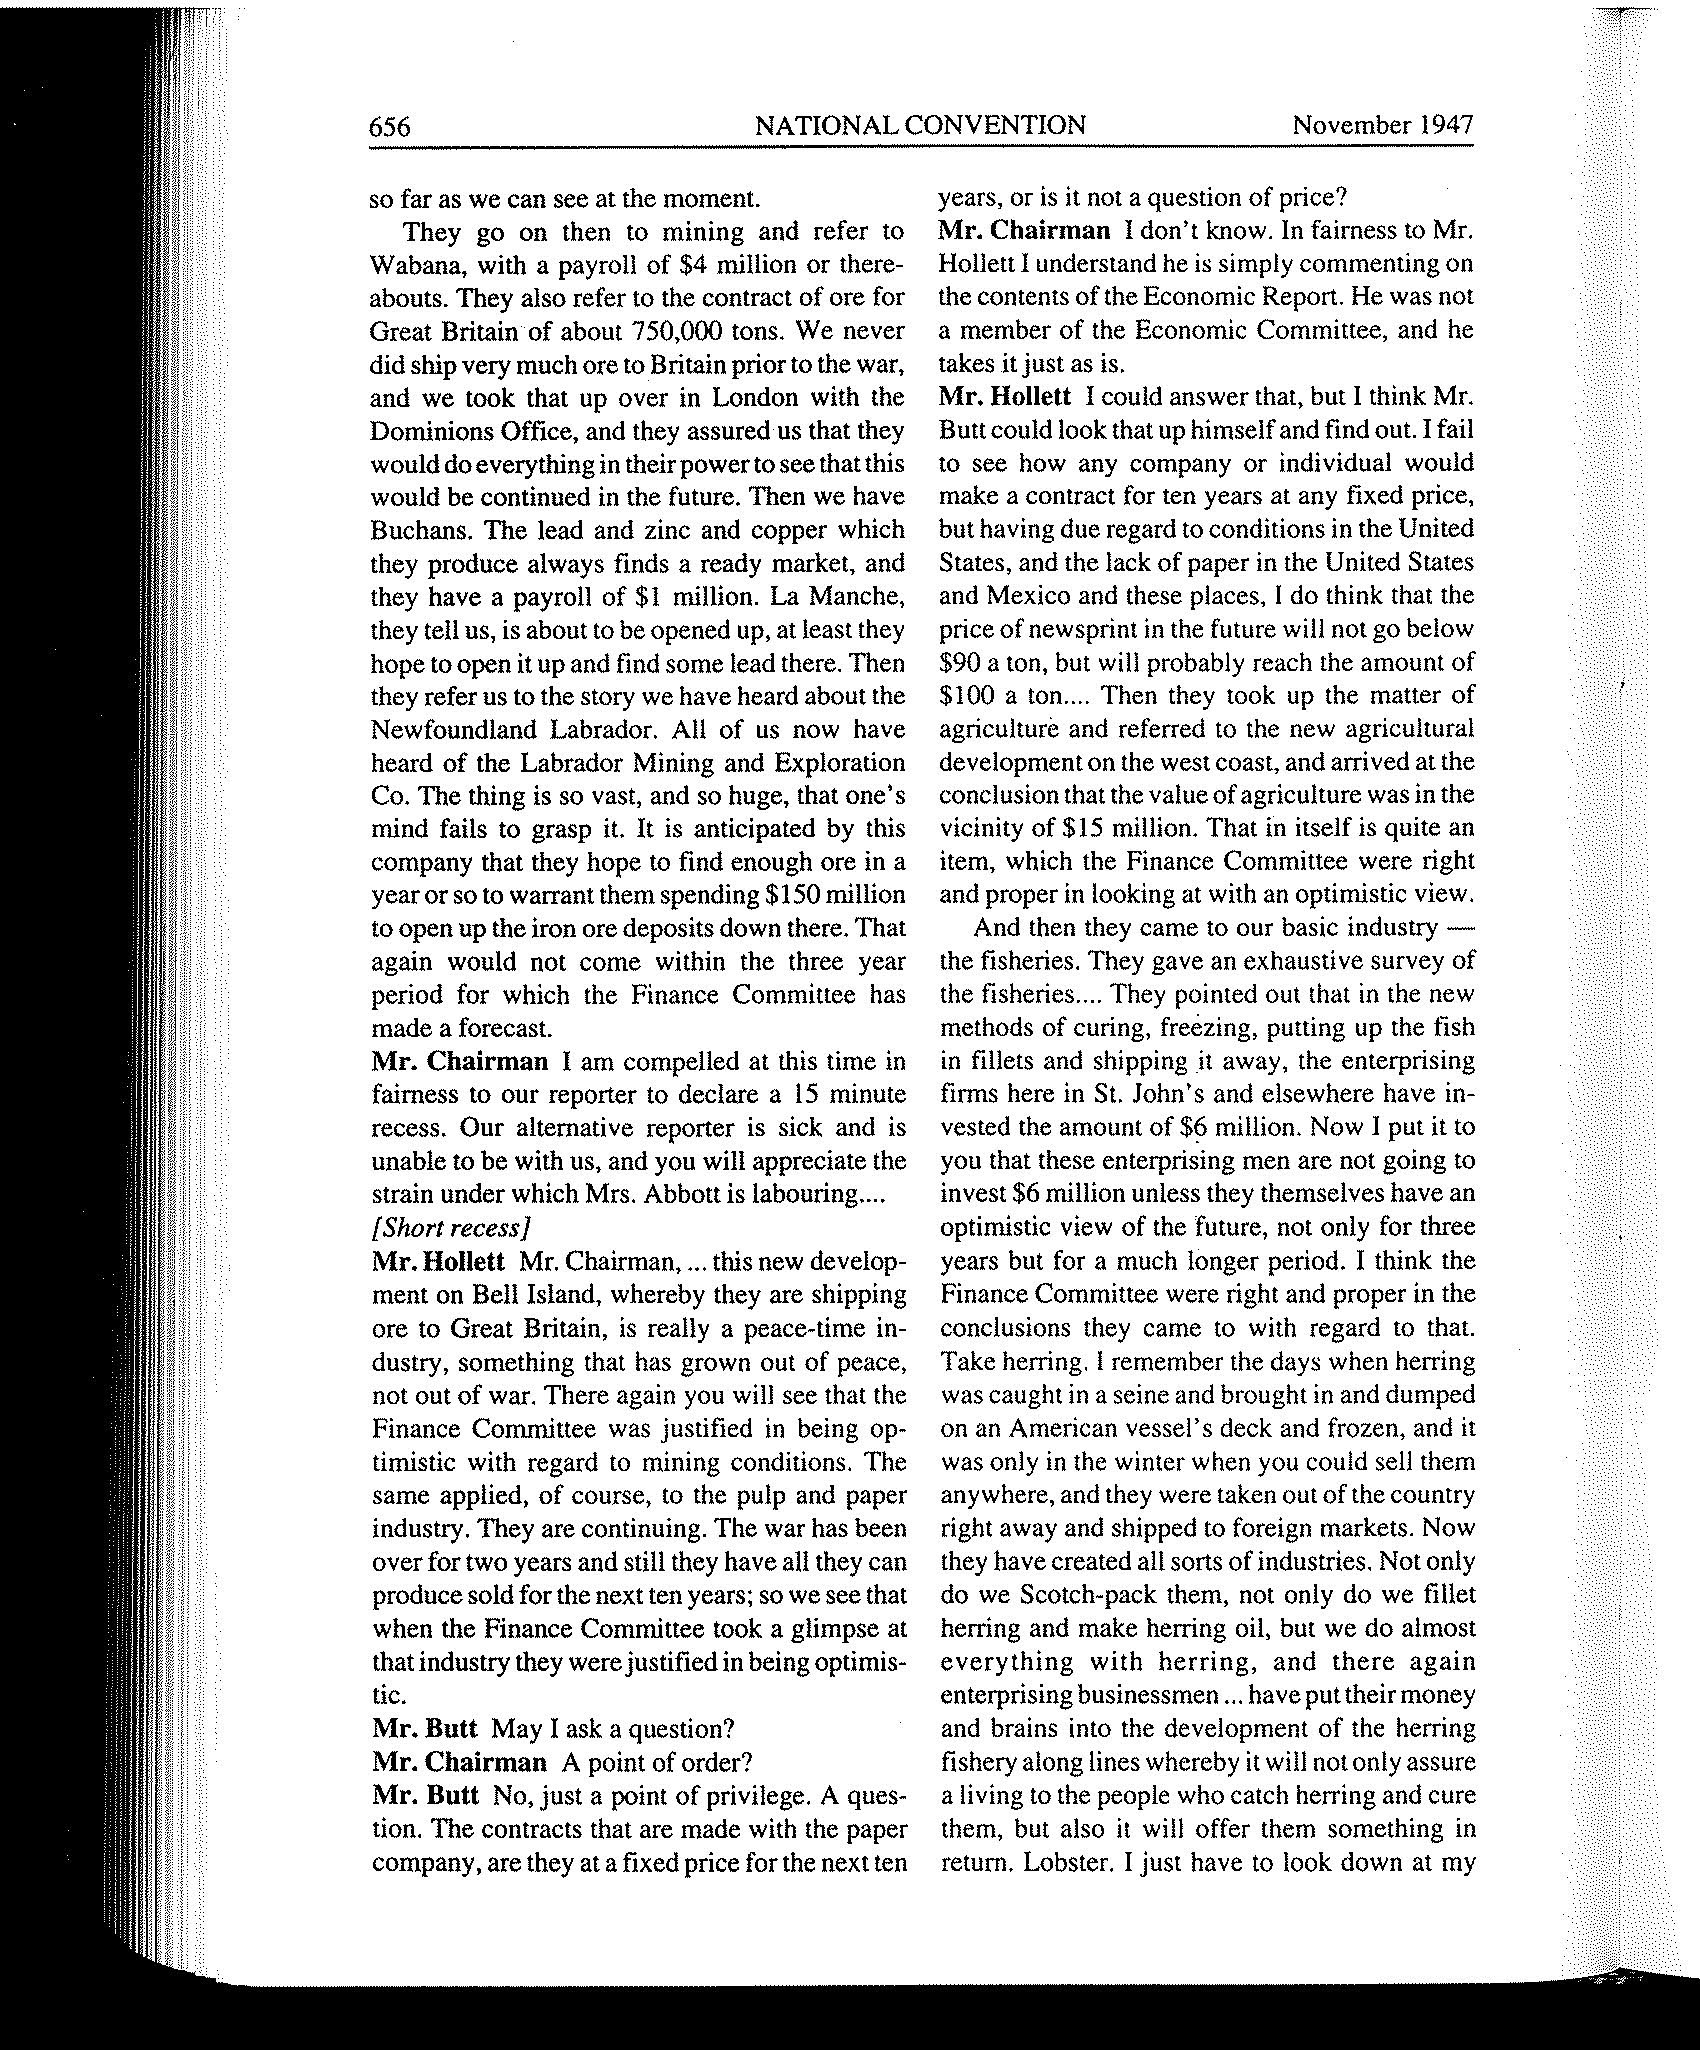 656
NATIONAL CONVENTION
November 1947
so far as we can see at the moment.
They go on then to mining and refer to
Wabana, with a payroll of $4 million or there-
abouts. They also refer to the contract of ore for
Great Britain of about 750,000 tons. We never
did ship very much ore to Britain prior to the war,
and we took that up over in London with the
Dominions Office, and they assured us that they
would do everything in their power to see that this
would be continued in the future. Then we have
Buchans. The lead and zinc and copper which
they produce always finds a ready market, and
they have a payroll of $1 million. La Manche,
they tell us, is about to be opened up, at least they
hope to open it up and find some lead there. Then
they refer us to the story we have heard about the
Newfoundland Labrador. All of us now have
heard of the Labrador Mining and Exploration
Co. The thing is so vast, and so huge, that one's
mind fails to grasp it. It is anticipated by this
company that they hope to find enough ore in a
year or so to warrant them spending $150 million
to open up the iron ore deposits down there. That
again would not come within the three year
period for which the Finance Committee has
made a forecast.
Mr. Chairman I am compelled at this time in
fairness to our reporter to declare a 15 minute
recess. Our alternative reporter is sick and is
unable to be with us, and you will appreciate the
strain under which Mrs. Abbott is labouring....
[Short recess]
Mr. Hollett Mr. Chairman, ... this new develop-
ment on Bell Island, whereby they are shipping
ore to Great Britain, is really a peace-time in-
dustry, something that has grown out of peace,
not out of war. There again you will see that the
Finance Committee was justified in being op-
timistic with regard to mining conditions. The
same applied, of course, to the pulp and paper
industry. They are continuing. The war has been
over for two years and still they have all they can
produce sold for the next ten years; so we see that
when the Finance Committee took a glimpse at
that industry they were justified in being optimis-
tic.
Mr. Butt May I ask a question?
Mr. Chairman A point of order?
Mr. Butt No, just a point of privilege. A ques-
tion. The contracts that are made with the paper
company, are they at a fixed price for the next ten
years, or is it not a question of price?
Mr. Chairman I don't know. In fairness to Mr.
Hollett I understand he is simply commenting on
the contents of the Economic Report. He was not
a member of the Economic Committee, and he
takes it just as is.
Mr. Hollett I could answer that, but I think Mr.
Butt could look that up himself and find out. I fail
to see how any company or individual would
make a contract for ten years at any fixed price,
but having due regard to conditions in the United
States, and the lack of paper in the United States
and Mexico and these places, I do think that the
price of newsprint in the future will not go below
$90 a ton, but will probably reach the amount of
$100 a ton.... Then they took up the matter of
agriculture and referred to the new agricultural
development on the west coast, and arrived at the
conclusion that the value of agriculture was in the
vicinity of $15 million. That in itself is quite an
item, which the Finance Committee were right
and proper in looking at with an optimistic view.
And then they came to our basic industry —
the fisheries. They gave an exhaustive survey of
the fisheries.... They pointed out that in the new
methods of curing, freezing, putting up the fish
in fillets and shipping it away, the enterprising
firms here in St. John's and elsewhere have in-
vested the amount of $6 million. Now I put it to
you that these enterprising men are not going to
invest $6 million unless they themselves have an
optimistic view of the future, not only for three
years but for a much longer period. I think the
Finance Committee were right and proper in the
conclusions they came to with regard to that.
Take herring. I remember the days when herring
was caught in a seine and brought in and dumped
on an American vessel's deck and frozen, and it
was only in the winter when you could sell them
anywhere, and they were taken out of the country
right away and shipped to foreign markets. Now
they have created all sorts of industries. Not only
do we Scotch-pack them, not only do we fillet
herring and make herring oil, but we do almost
everything with herring, and there again
enterprising businessmen ... have put their money
and brains into the development of the herring
fishery along lines whereby it will not only assure
a living to the people who catch herring and cure
them, but also it will offer them something in
return. Lobster. I just have to look down at my